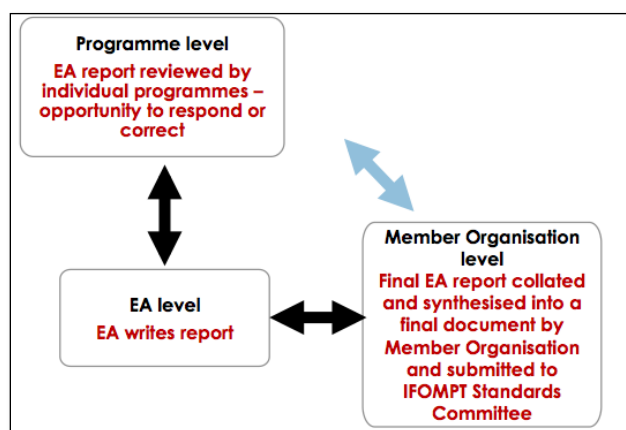 Programme level
EA report reviewed by
individual programmes –
opportunity to respond or
correct
EA level
EA writes report
Member Organisation
level
Final EA report collated
and synthesised into a
final document by
Member Organisation
and submitted to
IFOMPT Standards
Committee